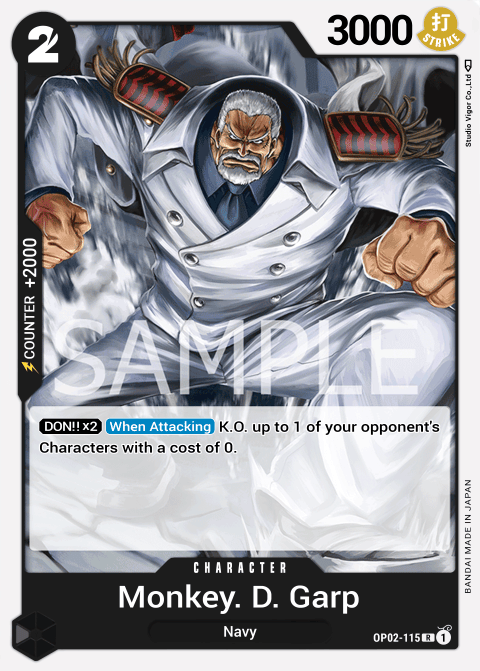 2
3000
打
STRIKE
Studio Vigor Co.,Ltd
COUNTER +2000
SAMPLE
DON!! ×2 When Attacking K.O. up to 1 of your opponent's
Characters with a cost of 0.
BANDAI MADE IN JAPAN
CHARACTER
Monkey. D. Garp
Navy
OP02-115 R 1